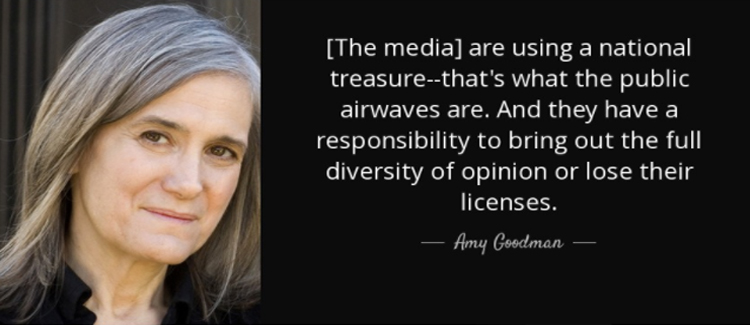 [The media] are using a national
treasure--that's what the public
airwaves are. And they have a
responsibility to bring out the full
diversity of opinion or lose their
licenses.
Amy Goodman